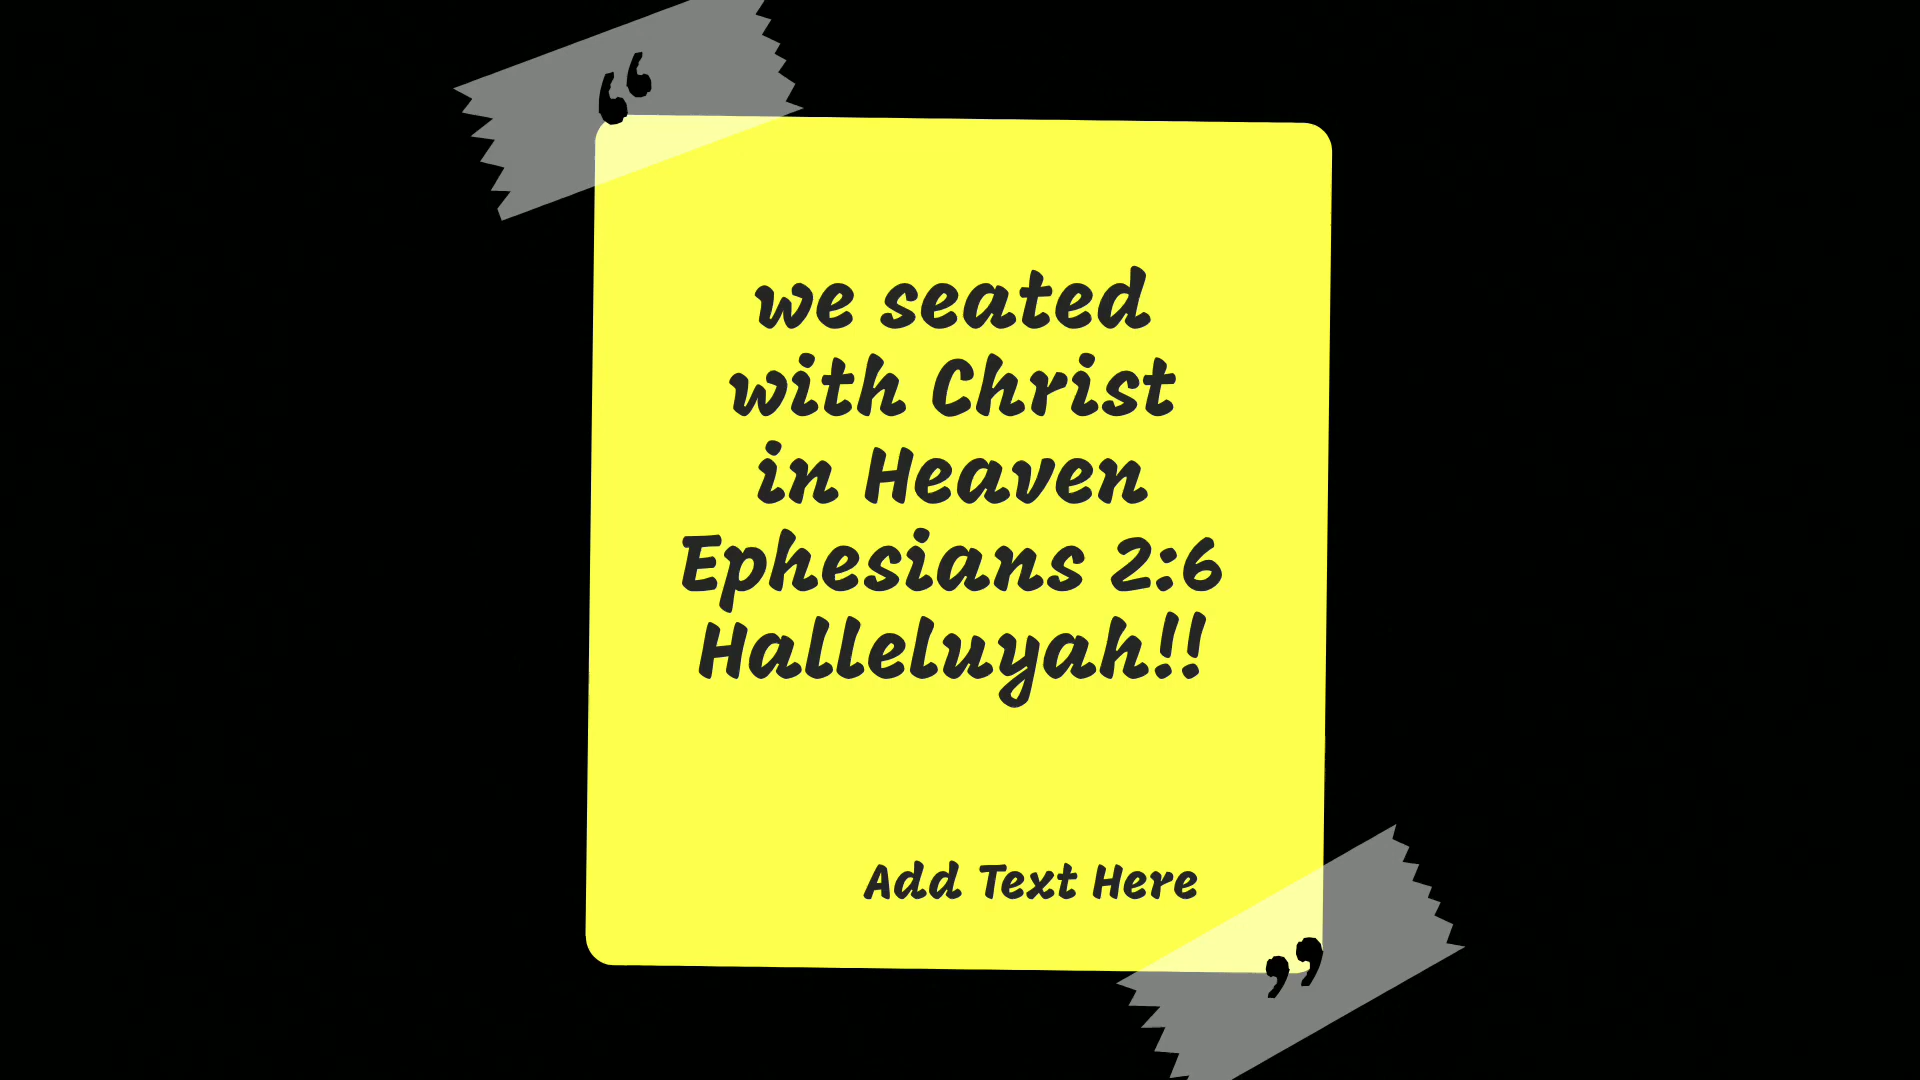 “
we seated
with Christ
in Heaven
Ephesians 2:6
Halleluyah!!
Add Text Here
”